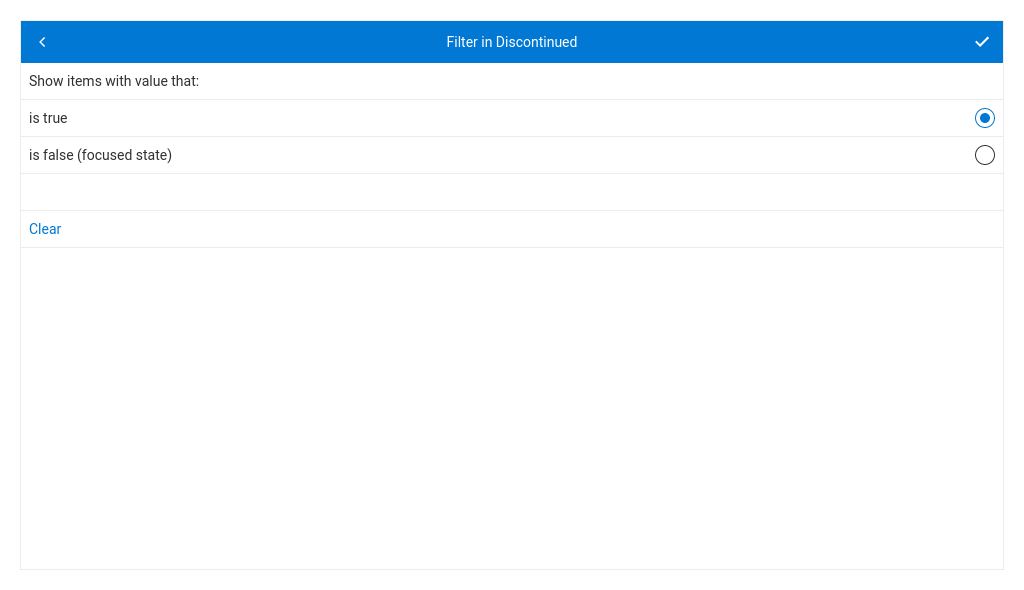 Filter in Discontinued
Show items with value that:
is true
is false (focused state)
Clear